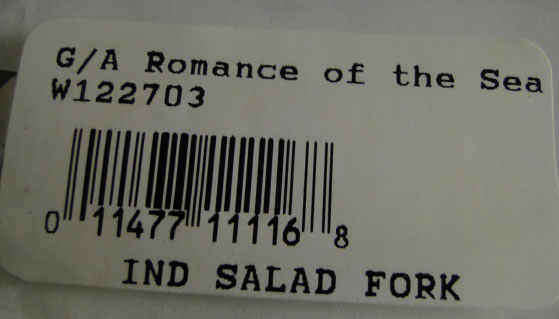 G/A Romance of the Sea
W122703
0 11477 11116 8
IND SALAD FORK